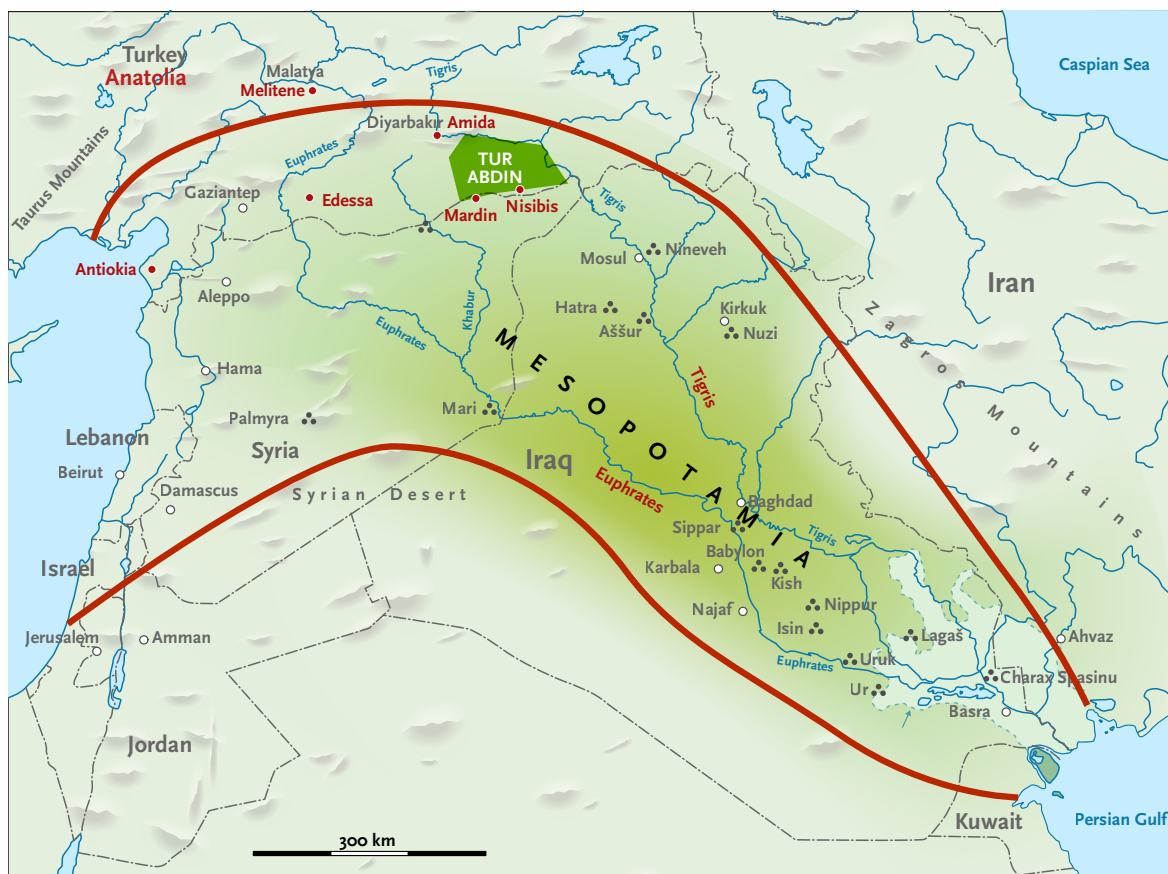 Turkey
Anatolia
Malatya
Melitene
Tigris
Caspian Sea
Taurus Mountains
Diyarbakır Amida
Euphrates
TUR
ABDIN
Gaziantep
Edessa
Mardin
Nisibis
Tigris
Antiokia
Aleppo
Mosul
Nineveh
Iran
Khabur
Hatra
Aššur
Kirkuk
Nuzi
Zagros Mountains
Euphrates
MESOPOTAMIA
Hama
Tigris
Mari
Palmyra
Lebanon
Syria
Iraq
Beirut
Damascus
Syrian Desert
Euphrates
Baghdad
Sippar
Tigris
Babylon
Israel
Karbala
Kish
Najaf
Nippur
Isin
Lagaš
Jerusalem
Amman
Ahvaz
Euphrates
Uruk
Ur
Charax Spasinu
Basra
Jordan
Kuwait
Persian Gulf
300 km